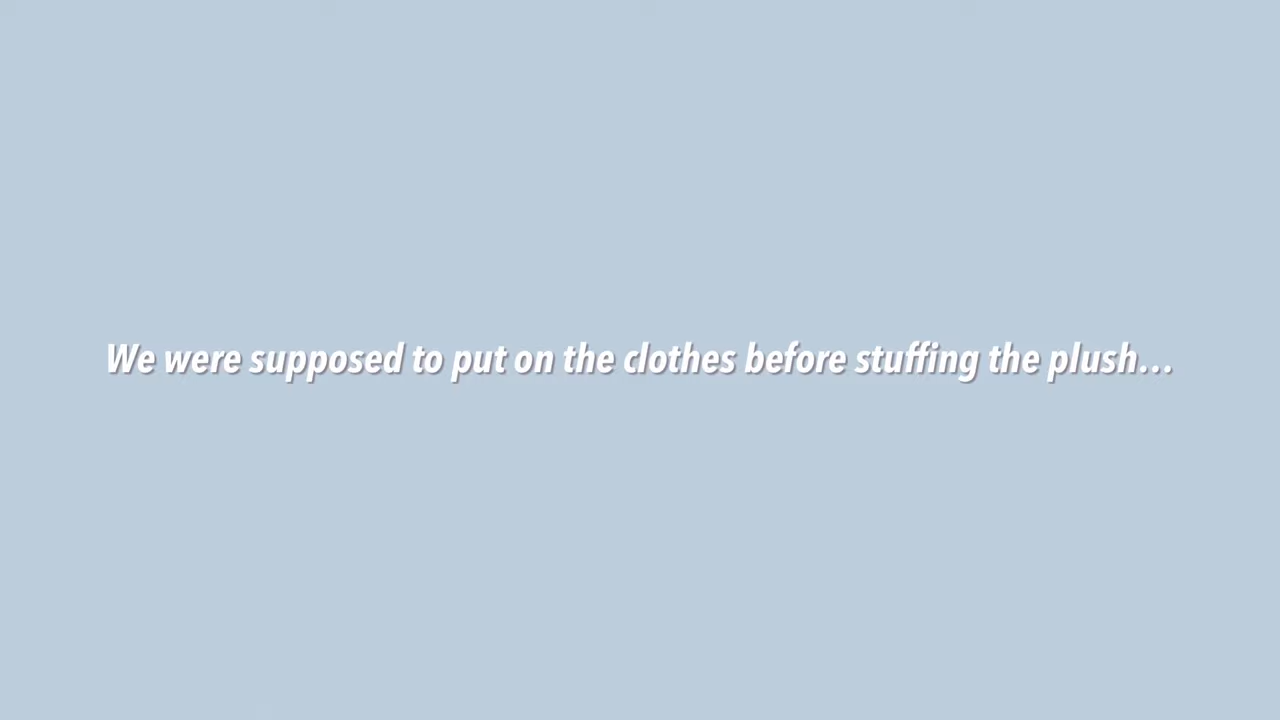 We were supposed to put on the clothes before stuffing the plush...